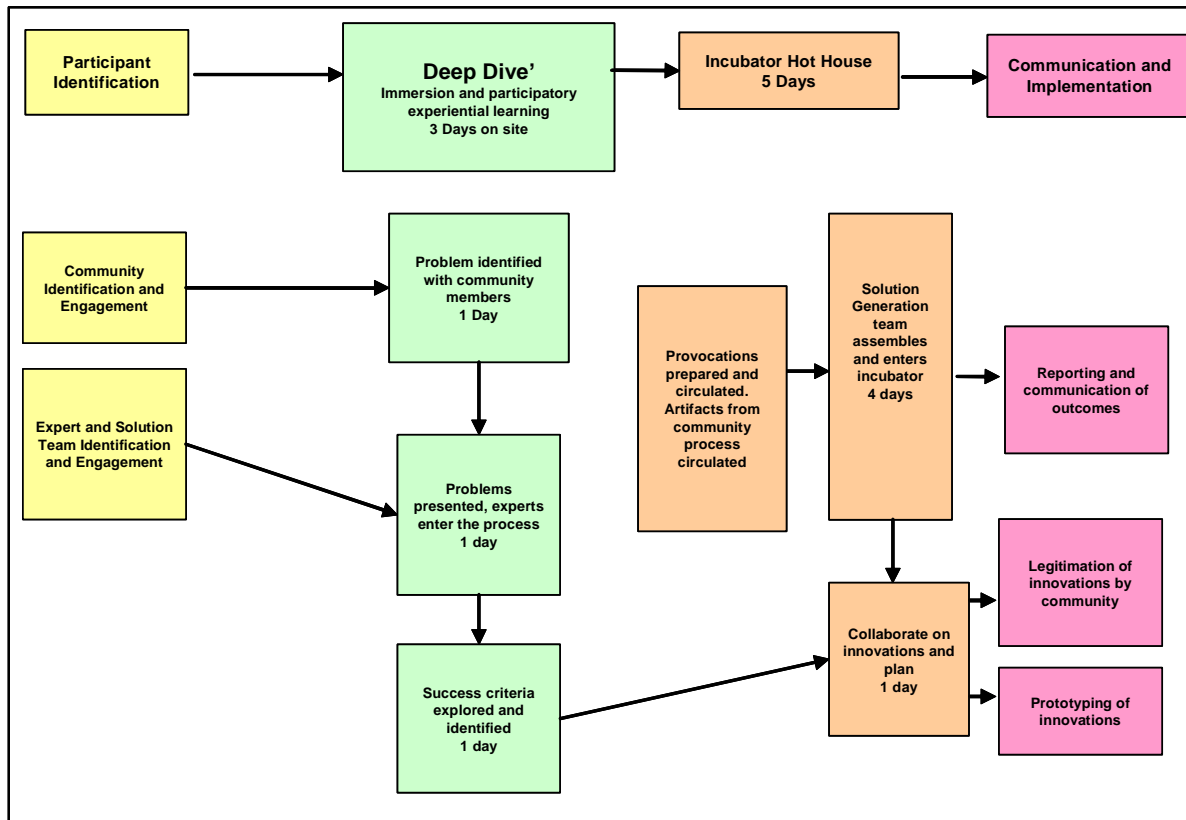 Participant
Identification
Deep Dive’
Immersion and participatory
experiential learning
3 Days on site
Incubator Hot House
5 Days
Communication and
Implementation
Community
Identification and
Engagement
Problem identified
with community
members
1 Day
Expert and Solution
Team Identification
and Engagement
Problems
presented, experts
enter the process
1 day
Success criteria
explored and
identified
1 day
Provocations
prepared and
circulated.
Artifacts from
community
process
circulated
Solution
Generation
team
assembles
and enters
incubator
4 days
Collaborate on
innovations and
plan
1 day
Reporting and
communication of
outcomes
Legitimation of
innovations by
community
Prototyping of
innovations